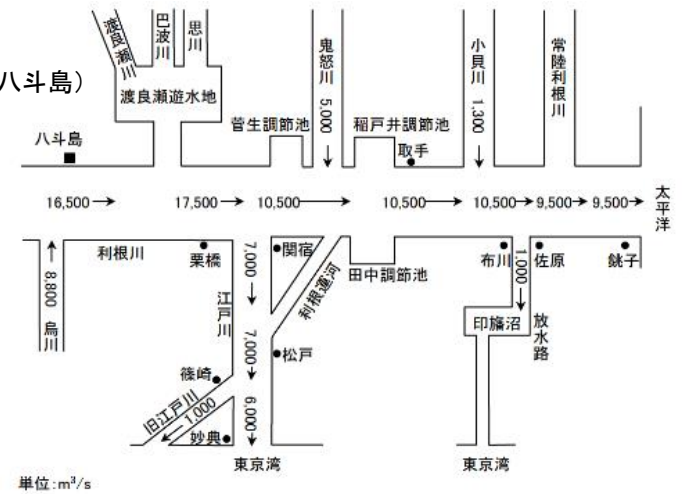 渡良瀬川
巴波川
思川
鬼怒川 5,000
小貝川 1,300
常陸利根川
八斗島)
渡良瀬遊水地
菅生調節池
稲戸井調節池
取手
八斗島
16,500
17,500
10,500
10,500
10,500
9,500
9,500
太平洋
8,800 烏川
利根川
栗橋
7,000
関宿
利根運河
田中調節池
布川
1,000
佐原
銚子
江戸川
7,000
松戸
印旛沼
放水路
篠崎
旧江戸川
1,000
6,000
妙典
東京湾
東京湾
単位:m³/s